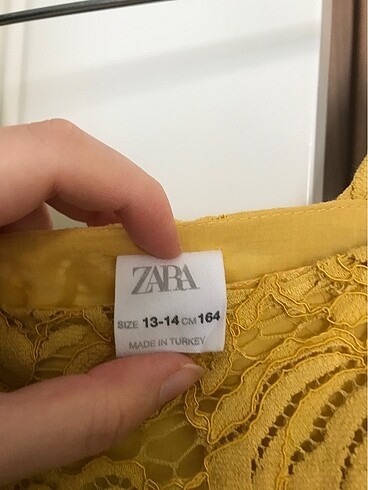 ZARA
SIZE 13-14 CM 164
MADE IN TURKEY